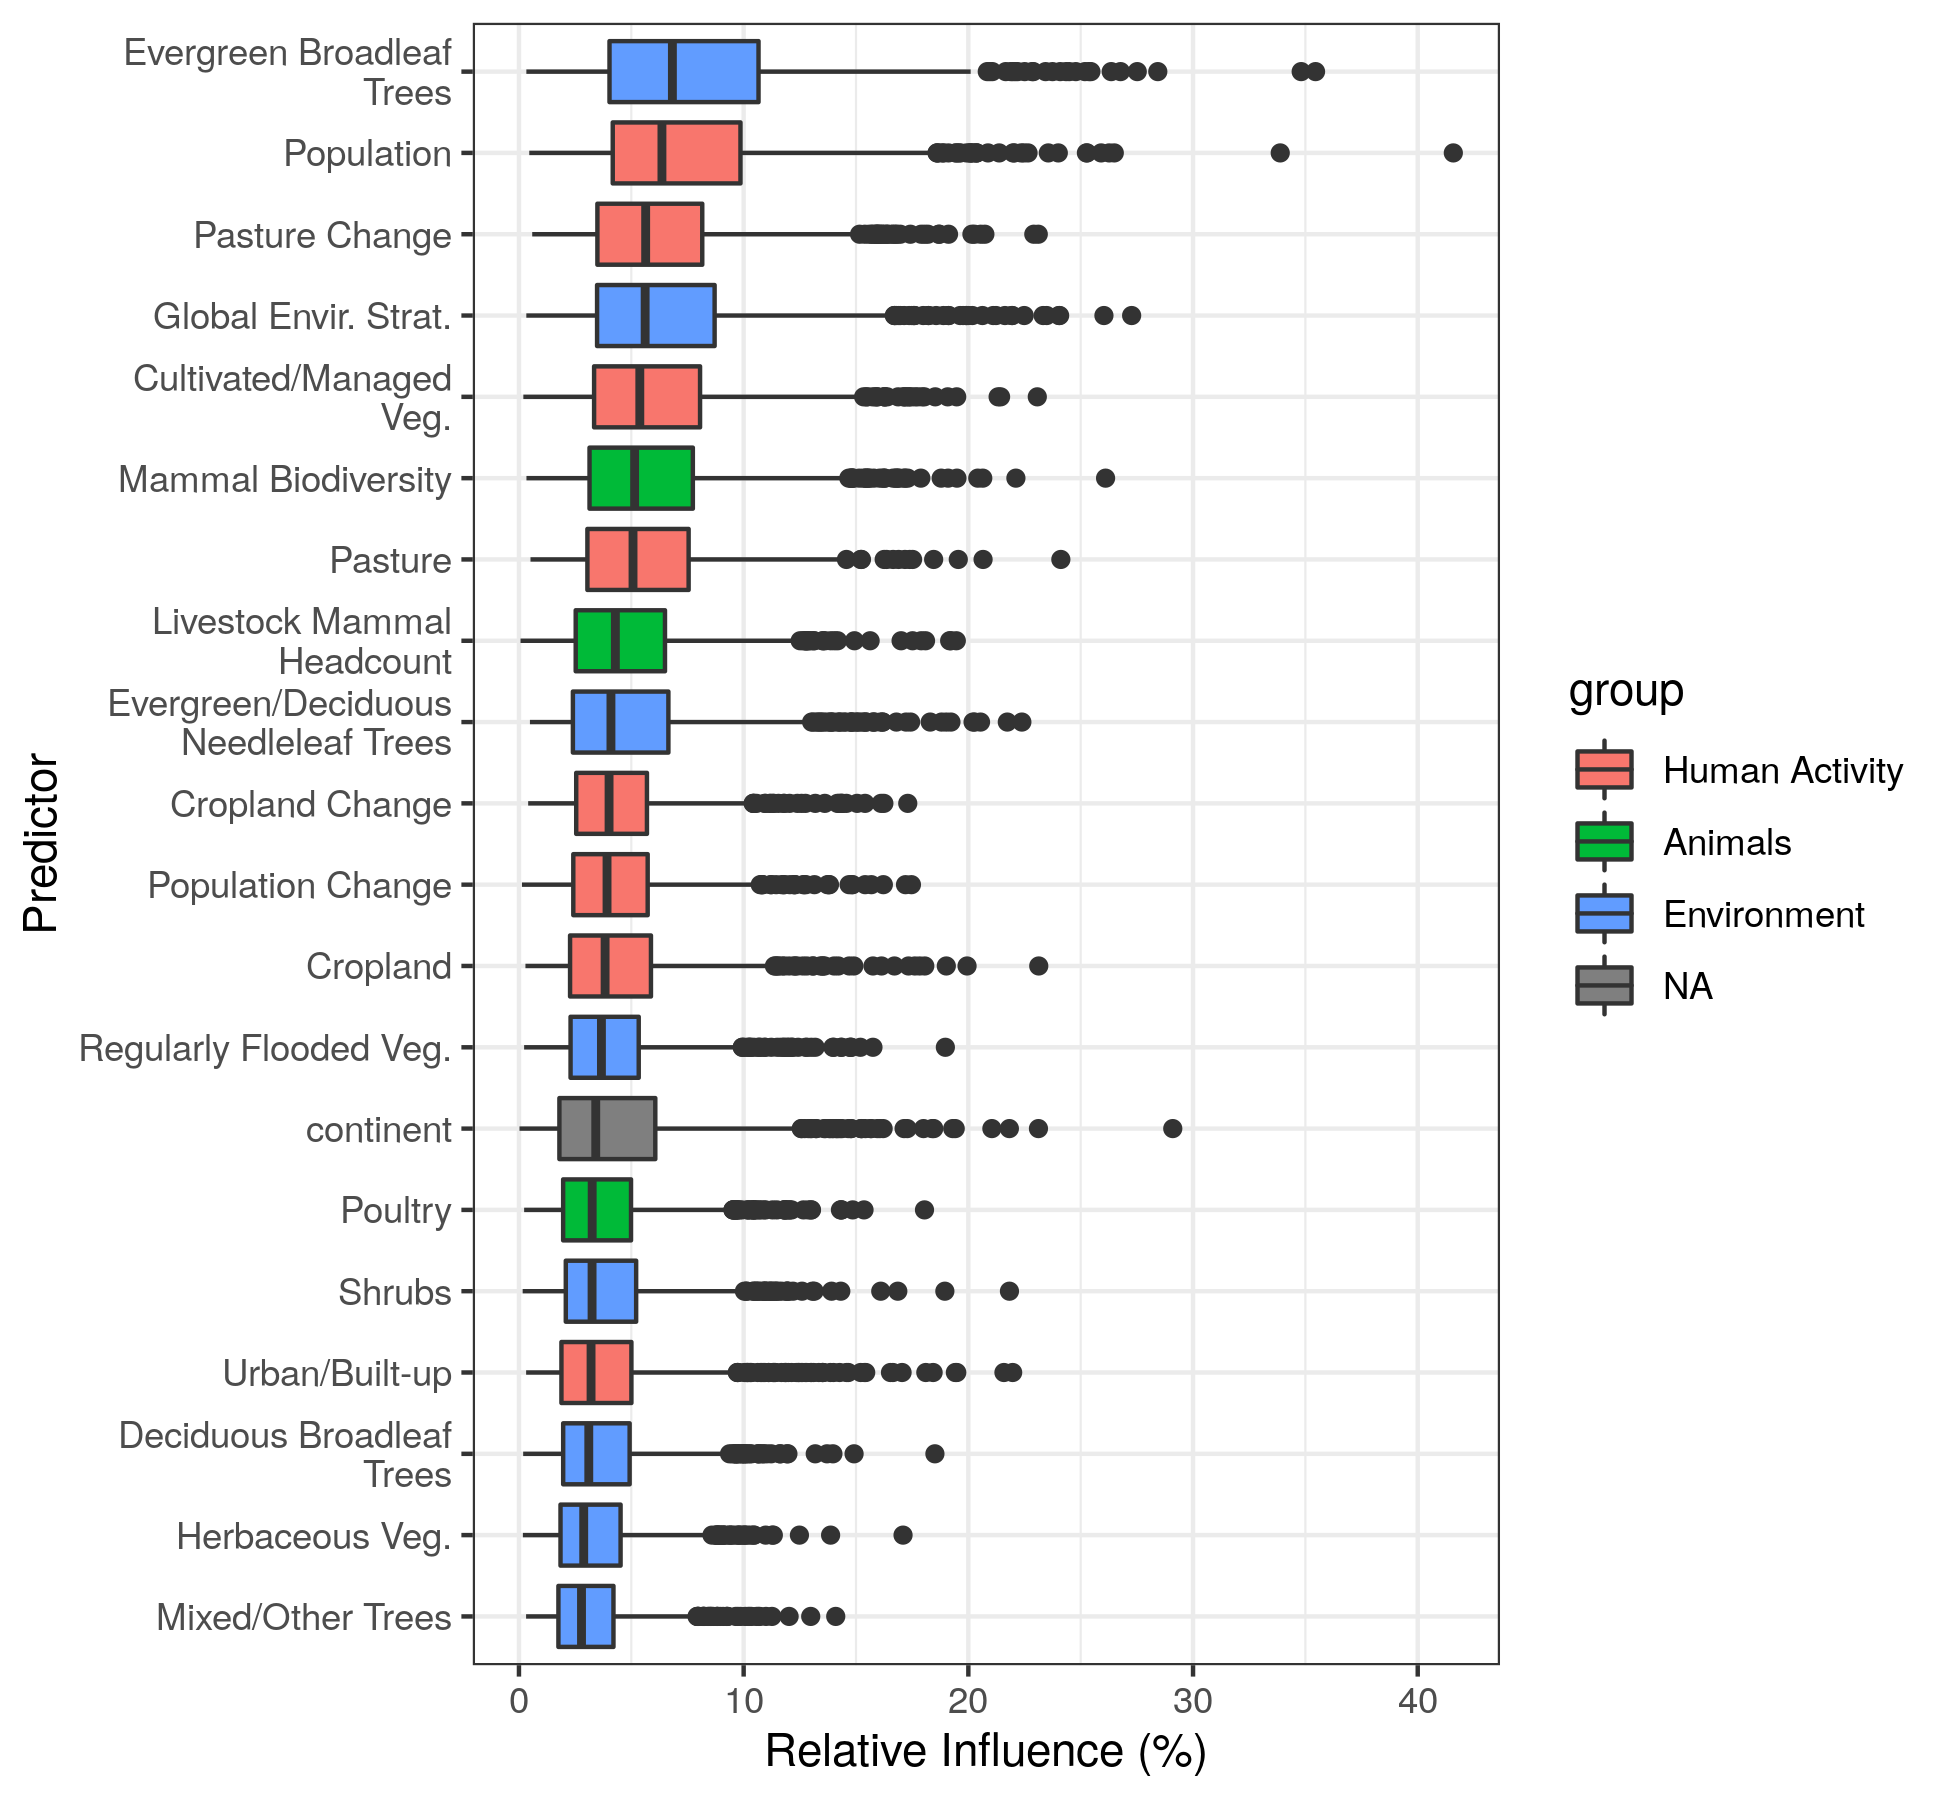 Evergreen Broadleaf
Trees
Population
Pasture Change
Global Envir. Strat.
Cultivated/Managed
Veg.
Mammal Biodiversity
Pasture
Livestock Mammal
Headcount
Evergreen/Deciduous
Needleleaf Trees
Cropland Change
Population Change
Cropland
Regularly Flooded Veg.
continent
Poultry
Shrubs
Urban/Built-up
Deciduous Broadleaf
Trees
Herbaceous Veg.
Mixed/Other Trees
Predictor
0 10 20 30 40
Relative Influence (%)
group
Human Activity
Animals
Environment
NA